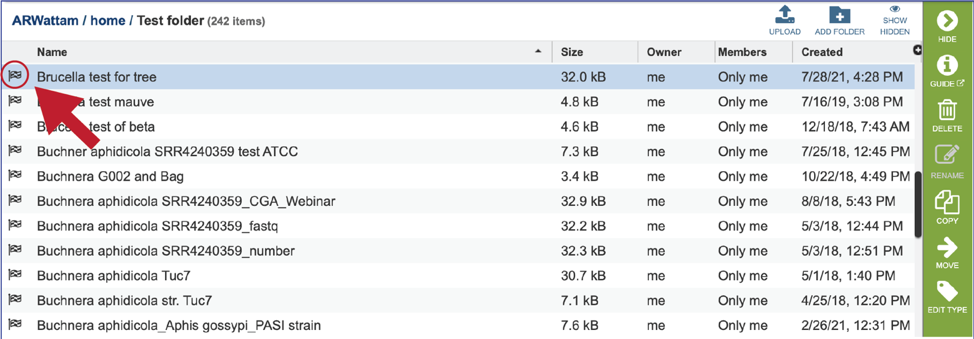 ARWattam / home / Test folder (242 items)
UPLOAD
ADD FOLDER
SHOW HIDDEN
Name Size Owner Members Created
Brucella test for tree 32.0 kB me Only me 7/28/21, 4:28 PM
test mauve 4.8 kB me Only me 7/16/19, 3:08 PM
test of beta 4.6 kB me Only me 12/18/18, 7:43 AM
Buchner aphidicola SRR4240359 test ATCC 7.3 kB me Only me 7/25/18, 12:45 PM
Buchnera G002 and Bag 3.4 kB me Only me 10/22/18, 4:49 PM
Buchnera aphidicola SRR4240359_CGA_Webinar 32.9 kB me Only me 8/8/18, 5:43 PM
Buchnera aphidicola SRR4240359_fastq 32.2 kB me Only me 5/3/18, 12:44 PM
Buchnera aphidicola SRR4240359_number 32.3 kB me Only me 5/3/18, 12:51 PM
Buchnera aphidicola Tuc7 30.7 kB me Only me 5/1/18, 1:40 PM
Buchnera aphidicola str. Tuc7 7.1 kB me Only me 4/25/18, 12:20 PM
Buchnera aphidicola_Aphis gossypi_PASI strain 7.6 kB me Only me 2/26/21, 12:31 PM
HIDE
GUIDE
DELETE
RENAME
COPY
MOVE
EDIT TYPE